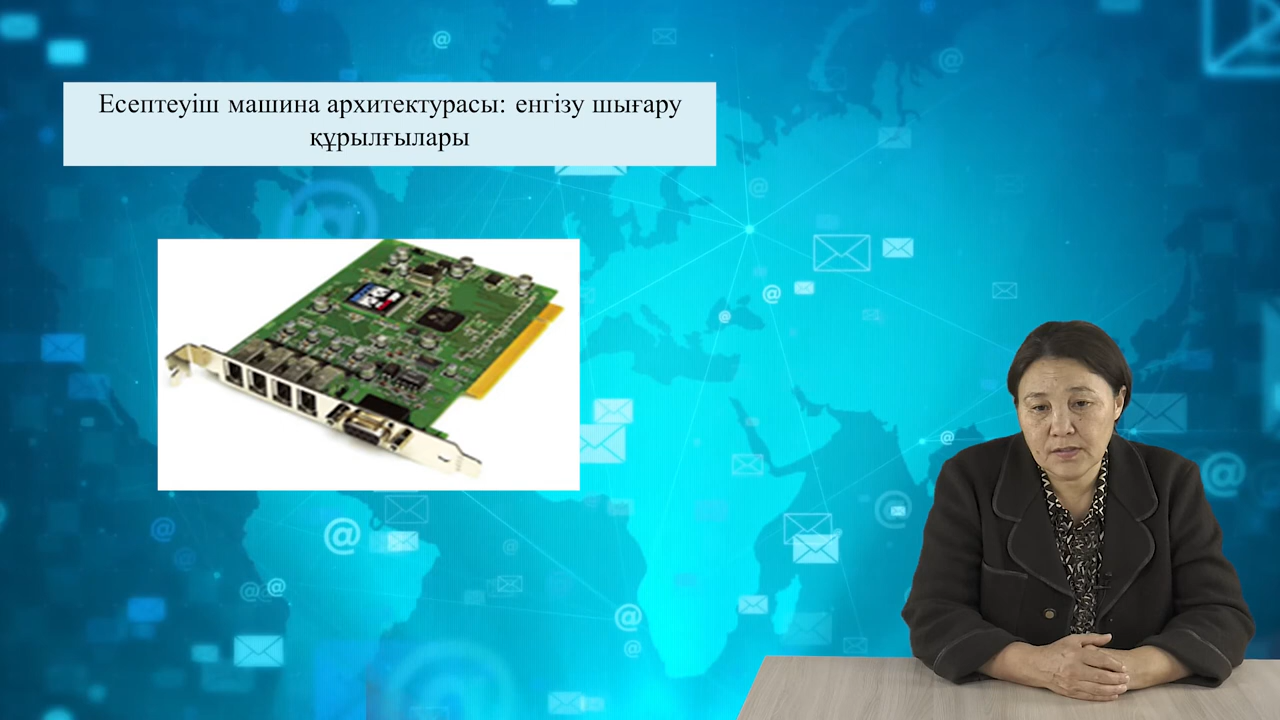 Есептеуіш машина архитектурасы: енгізу шығару
құрылғылары